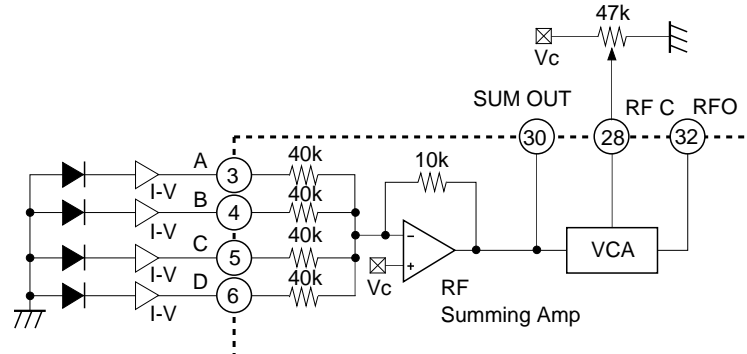 47k
Vc
SUM OUT
RF C
RFO
30
28
32
A
3
40k
10k
I-V
B
4
40k
I-V
C
5
40k
−
+
VCA
I-V
D
6
40k
Vc
RF
I-V
Summing Amp